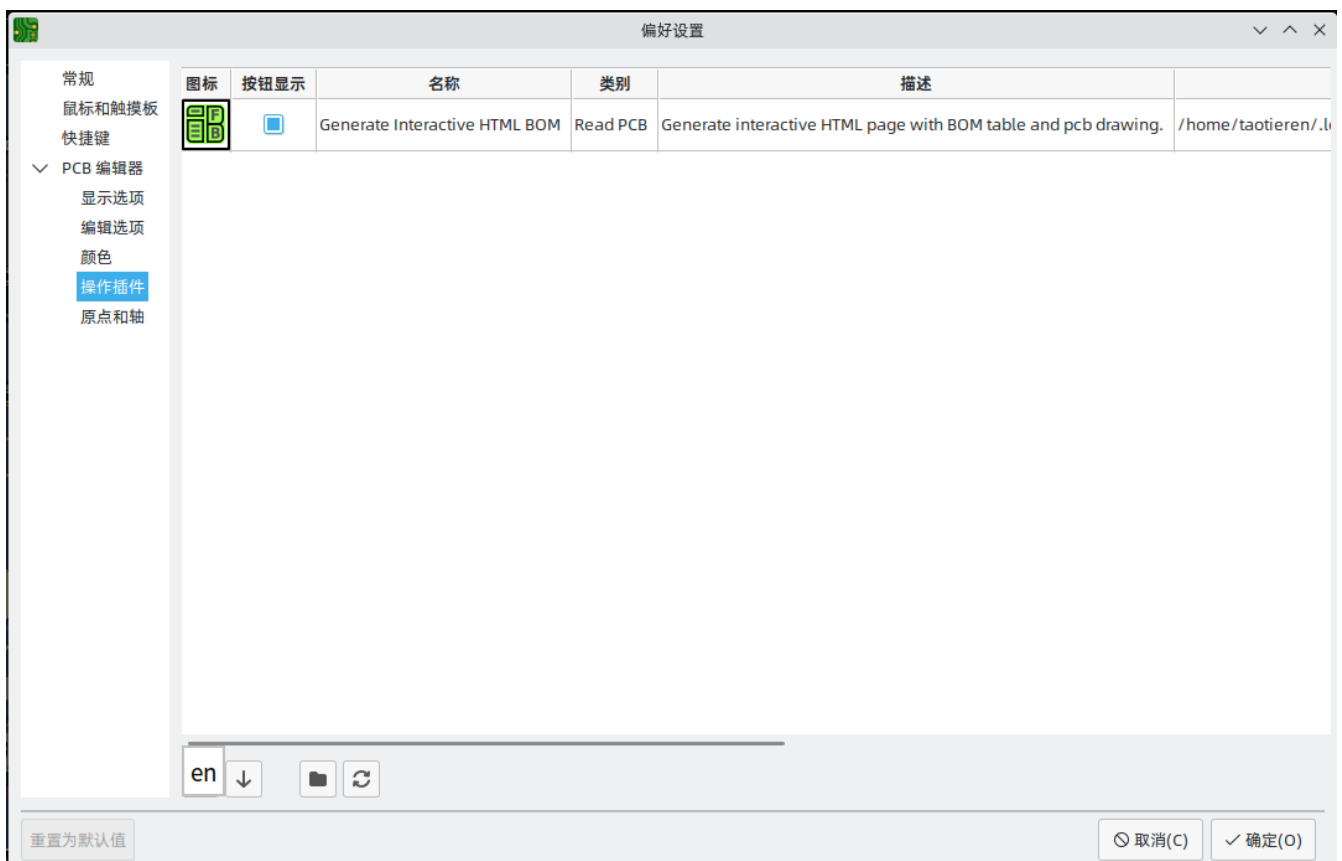 偏好设置
常规
鼠标和触摸板
快捷键
PCB 编辑器
显示选项
编辑选项
颜色
操作插件
原点和轴
图标 按钮显示 名称 类别 描述
F
B
Generate Interactive HTML BOM Read PCB Generate interactive HTML page with BOM table and pcb drawing. /home/taotieren/.l
en
重置为默认值
取消(C) 确定(O)